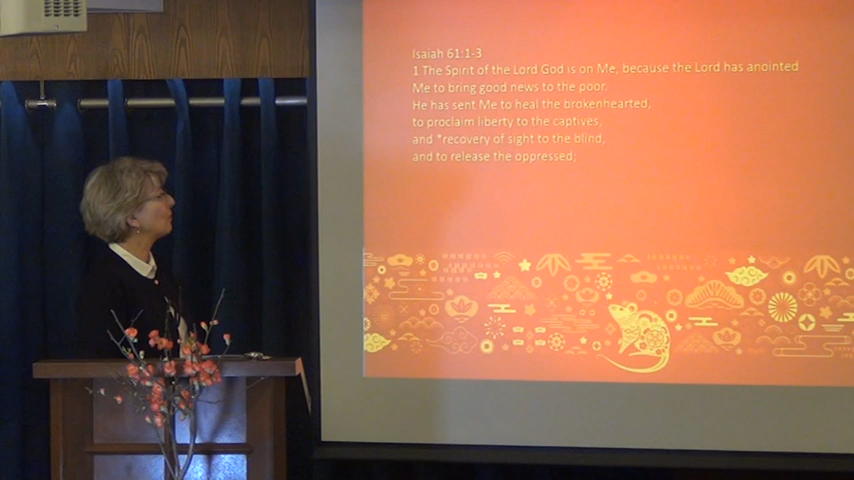 Isaiah 61:1-3
1 The Spirit of the Lord God is on Me, because the Lord has anointed
Me to bring good news to the poor.
He has sent Me to heal the brokenhearted,
to proclaim liberty to the captives,
and *recovery of sight to the blind,
and to release the oppressed;